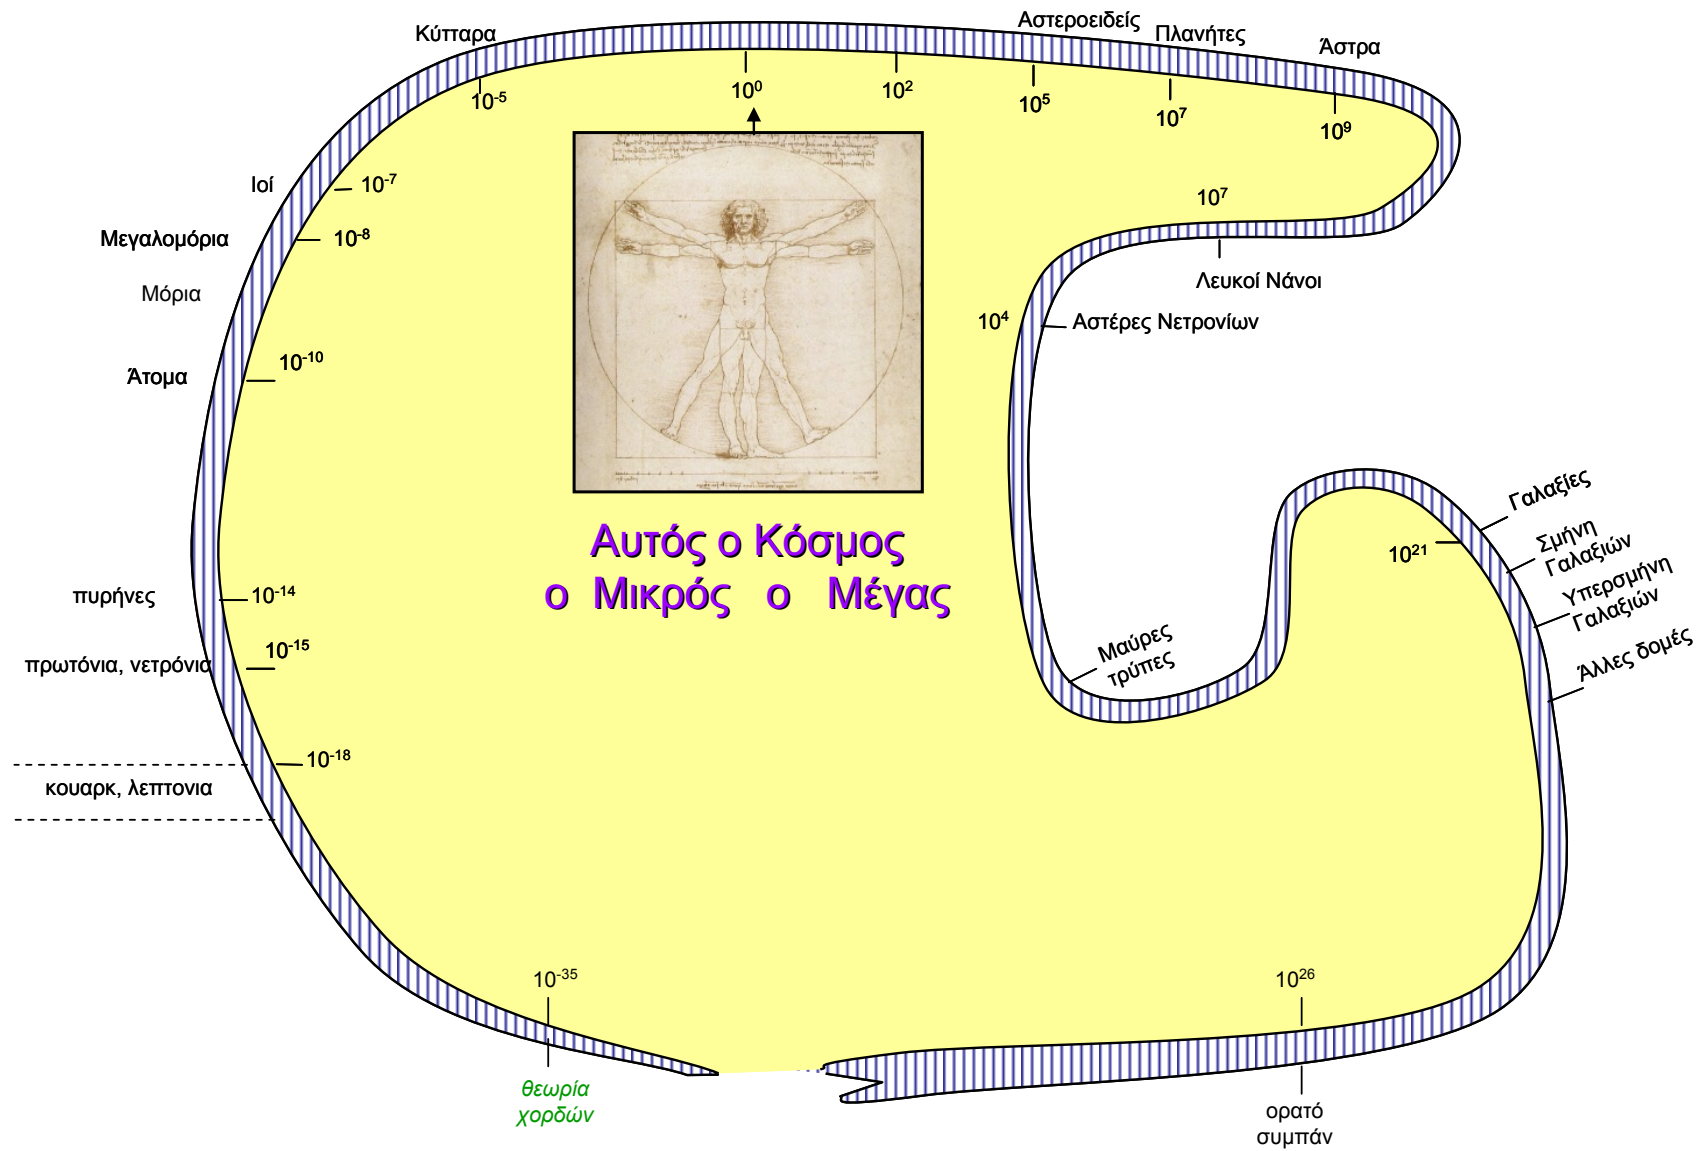 Κύτταρα
Αστεροειδείς
Πλανήτες
Άστρα
10⁻⁵
10⁰
10²
10⁵
10⁷
10⁹
Ιοί
10⁻⁷
10⁷
Μεγαλομόρια
10⁻⁸
Λευκοί Νάνοι
Μόρια
10⁴
Αστέρες Νετρονίων
Άτομα
10⁻¹⁰
Αυτός ο Κόσμος
ο Μικρός ο Μέγας
Γαλαξίες
10²¹
Σμήνη
Γαλαξιών
Υπερσμήνη
Γαλαξιών
πυρήνες
10⁻¹⁴
πρωτόνια, νετρόνια
10⁻¹⁵
Μαύρες
τρύπες
Άλλες δομές
10⁻¹⁸
κουαρκ, λεπτονια
10⁻³⁵
10²⁶
θεωρία
χορδών
ορατό
συμπάν